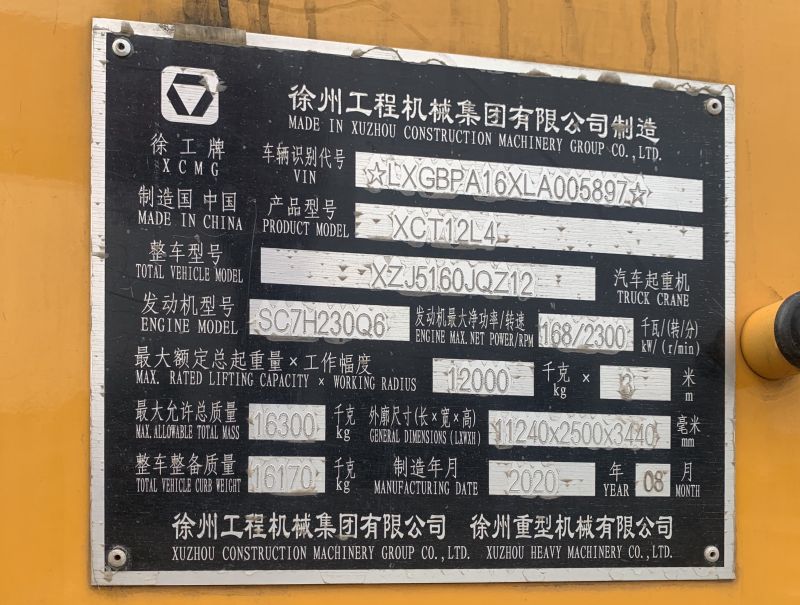 徐州工程机械集团有限公司制造
MADE IN XUZHOU CONSTRUCTION MACHINERY GROUP CO., LTD.
徐工牌
XCMG
车辆识别代号
VIN
☆LXGBPA16XLA005897☆
制造国 中国
MADE IN CHINA
产品型号
PRODUCT MODEL
XCT12L4
整车型号
TOTAL VEHICLE MODEL
XZJ5160JQZ12
汽车起重机
TRUCK CRANE
发动机型号
ENGINE MODEL
SC7H230Q6
发动机最大净功率/转速
ENGINE MAX. NET POWER/RPM
168/2300
千瓦/(转/分)
kW/ (r/min)
最大额定总起重量 × 工作幅度
MAX. RATED LIFTING CAPACITY × WORKING RADIUS
12000
千克
kg
×
3
米
m
最大允许总质量
MAX. ALLOWABLE TOTAL MASS
16300
千克
kg
外廓尺寸(长×宽×高)
GENERAL DIMENSIONS (LXWXH)
11240x2500x3440
毫米
mm
整车整备质量
TOTAL VEHICLE CURB WEIGHT
16170
千克
kg
制造年月
MANUFACTURING DATE
2020
年
YEAR
08
月
MONTH
徐州工程机械集团有限公司 徐州重型机械有限公司
XUZHOU CONSTRUCTION MACHINERY GROUP CO., LTD. XUZHOU HEAVY MACHINERY CO., LTD.